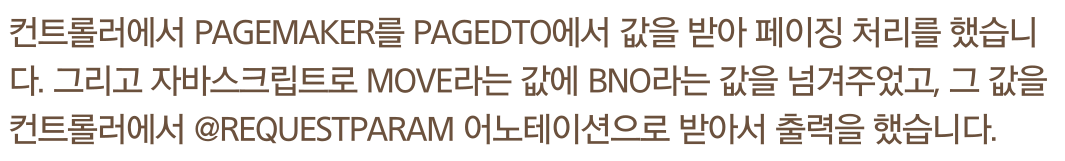 컨트롤러에서 PAGEMAKER를 PAGEDTO에서 값을 받아 페이징 처리를 했습니
다. 그리고 자바스크립트로 MOVE라는 값에 BNO라는 값을 넘겨주었고, 그 값을
컨트롤러에서 @REQUESTPARAM 어노테이션으로 받아서 출력을 했습니다.